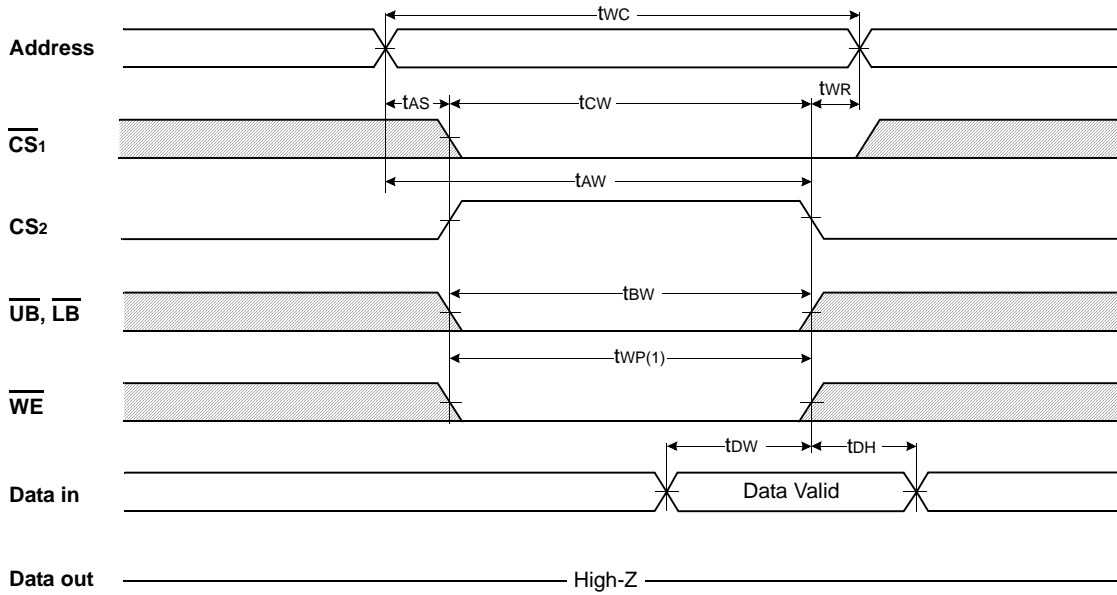 tWC
Address
tAS tCW tWR
CS1
tAW
CS2
tBW
UB, LB
tWP(1)
WE
tDW tDH
Data in Data Valid
Data out High-Z